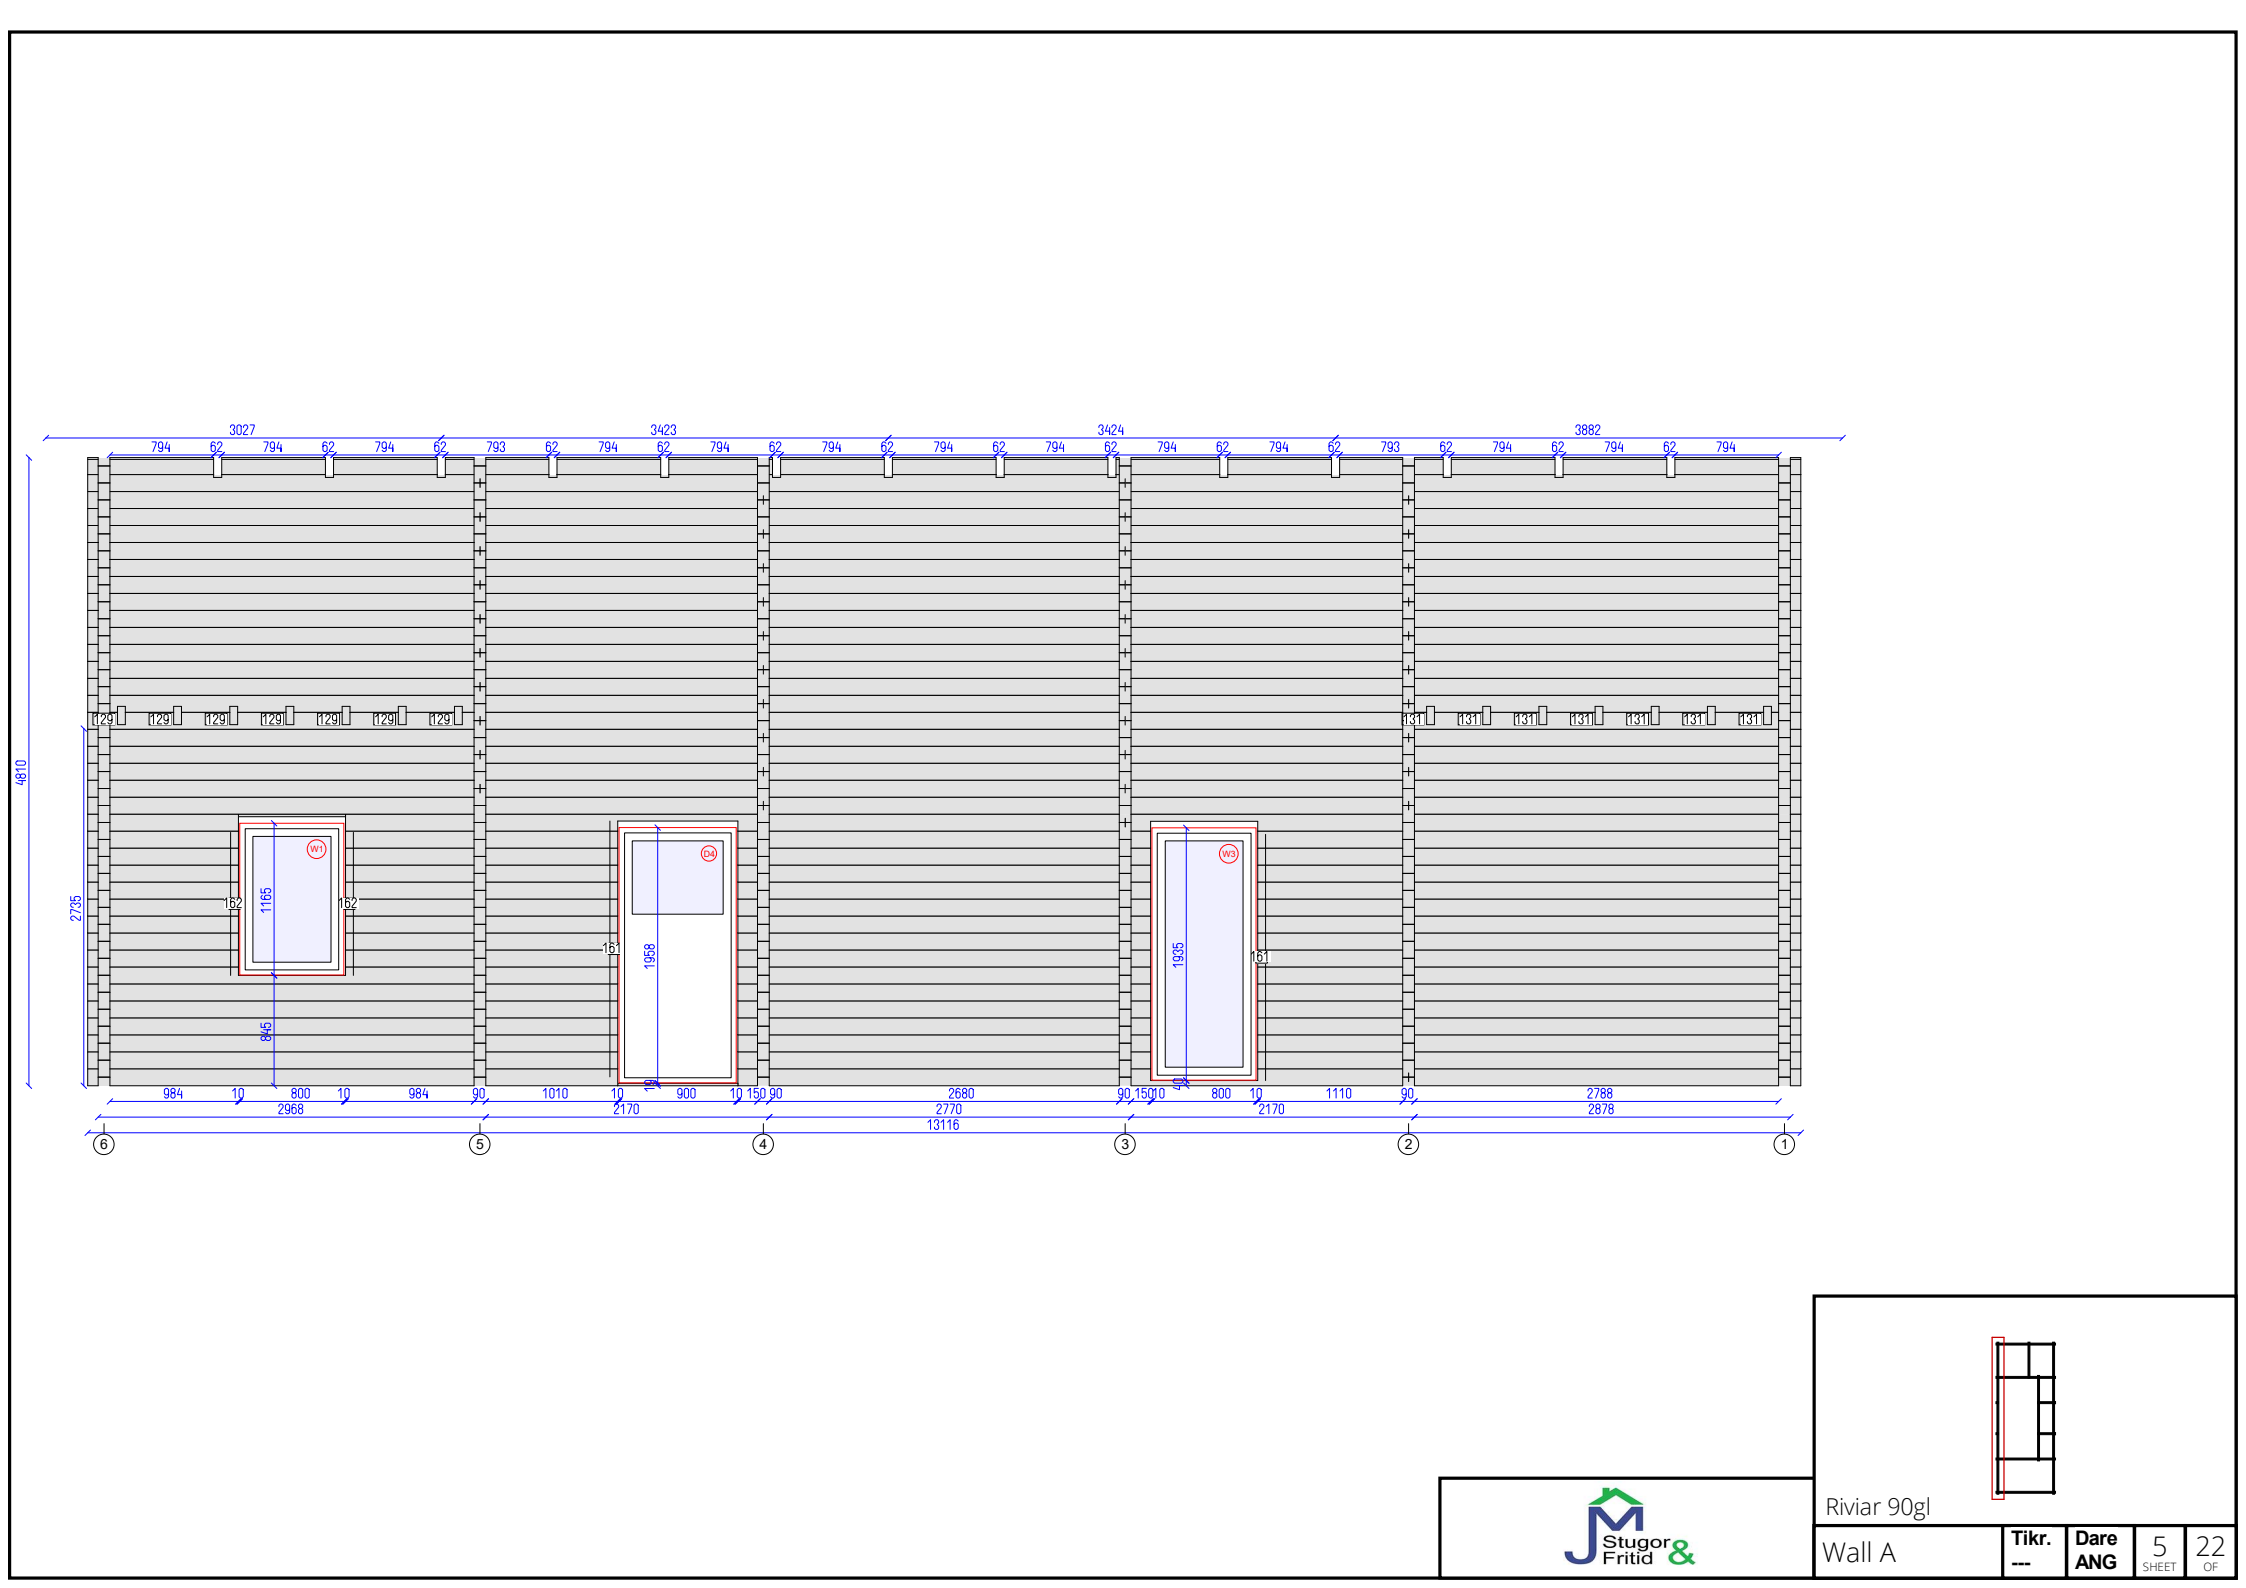 3027 3423 3424 3882
794 62 794 62 794 62 793 62 794 62 794 62 794 62 794 62 794 62 794 62 794 62 793 62 794 62 794 62 794
129 129 129 129 129 129 129 131 131 131 131 131 131 131
4810
2735
W1 D4 W3
162 1165 162 161 1958 1935 161
845 19 40
984 10 800 10 984 90 1010 10 900 10 150 90 2680 90 150 10 800 10 1110 90 2788
2968 2170 2770 2170 2878
13116
6 5 4 3 2 1
Riviar 90gl
JM Stugor &
Fritid
Wall A
Tikr.
---
Dare
ANG
5
SHEET
22
OF